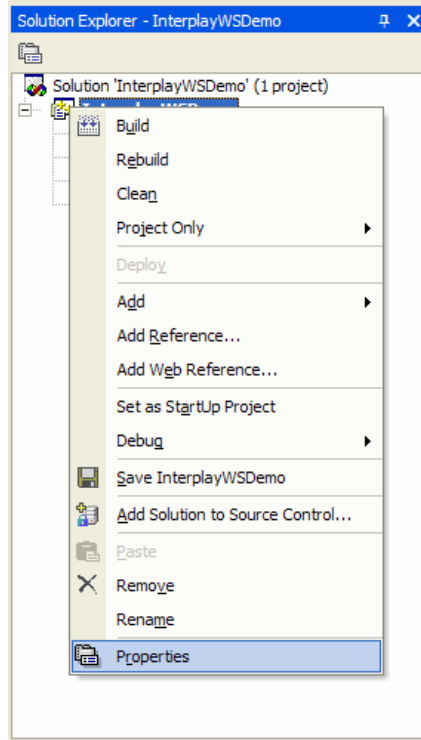 Solution Explorer - InterplayWSDemo
Solution 'InterplayWSDemo' (1 project)
Build
Rebuild
Clean
Project Only
Deploy
Add
Add Reference...
Add Web Reference...
Set as StartUp Project
Debug
Save InterplayWSDemo
Add Solution to Source Control...
Paste
Remove
Rename
Properties